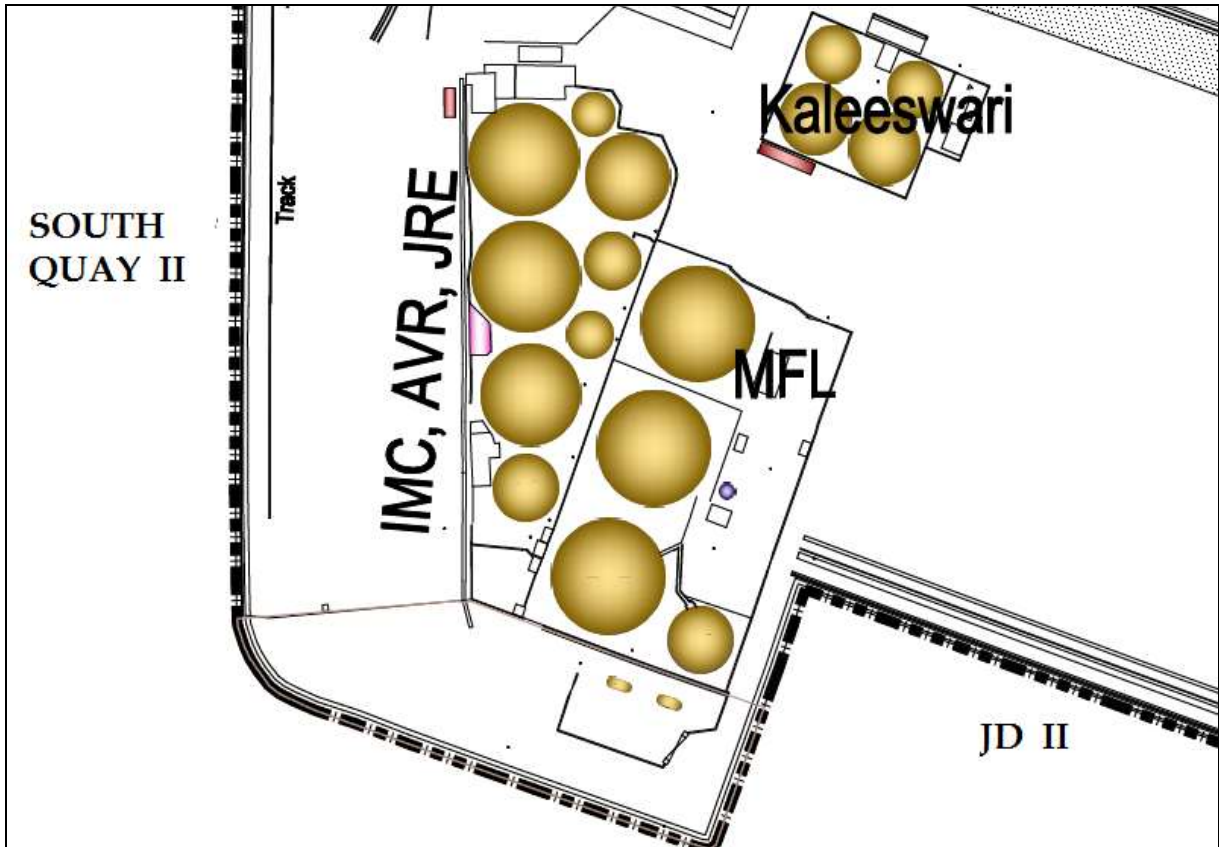 Kaleeswari
Track
SOUTH
QUAY II
IMC, AVR, JRE
MFL
JD II